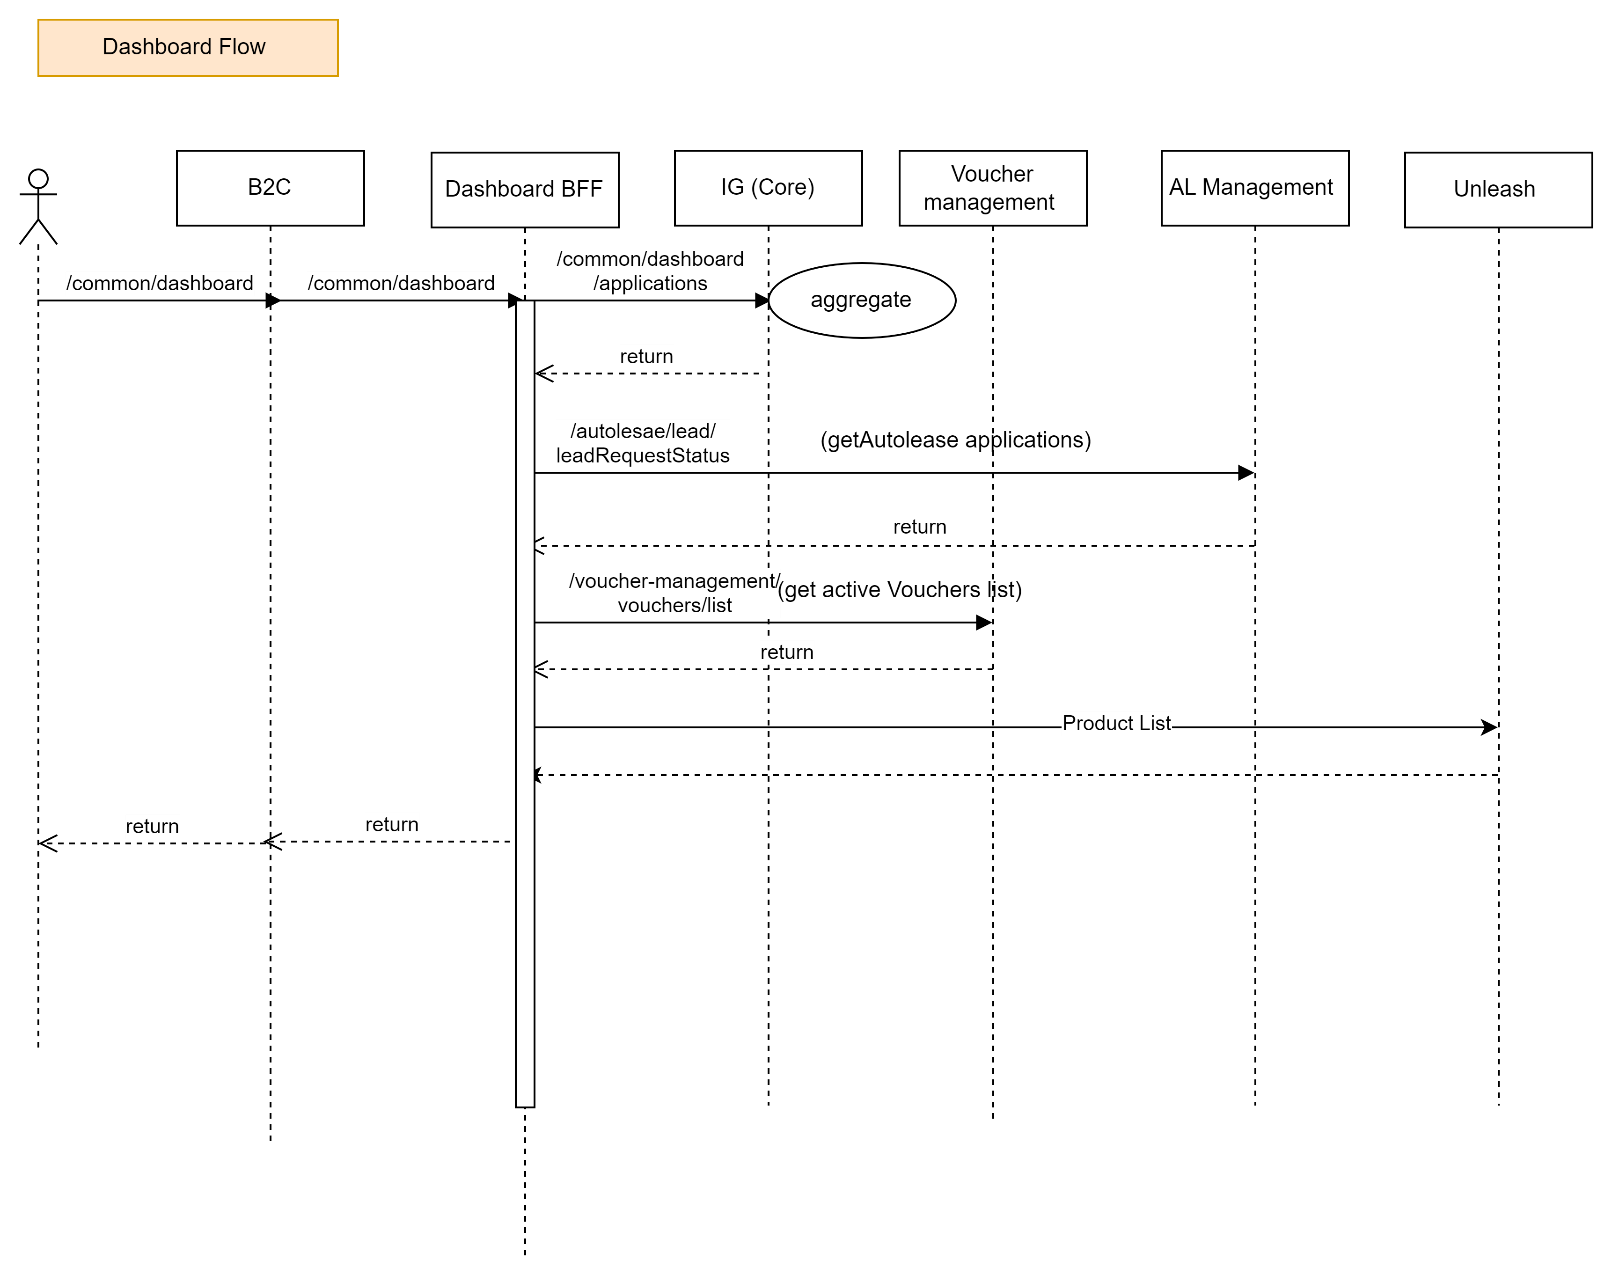 Dashboard Flow
B2C
Dashboard BFF
IG (Core)
Voucher
management
AL Management
Unleash
/common/dashboard
/common/dashboard
/common/dashboard
/applications
aggregate
return
/autolesae/lead/
leadRequestStatus
(getAutolease applications)
return
/voucher-management/
vouchers/list
(get active Vouchers list)
return
Product List
return
return